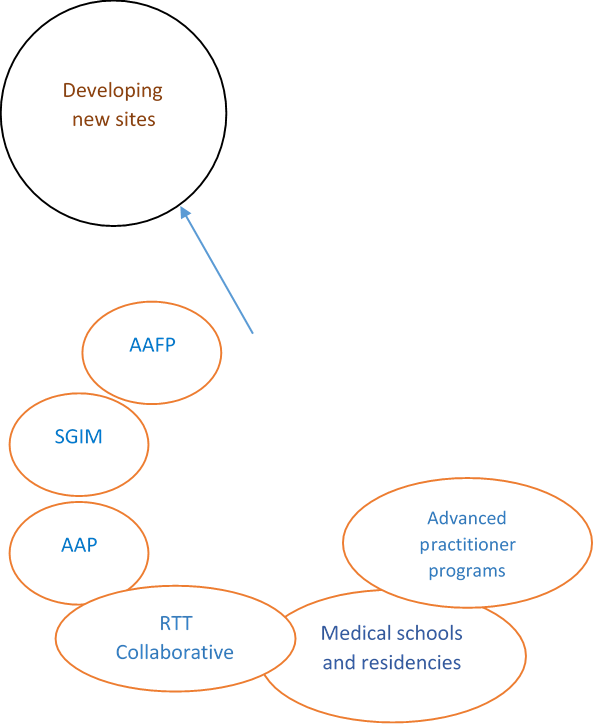 Developing
new sites
AAFP
SGIM
AAP
RTT
Collaborative
Medical schools
and residencies
Advanced
practitioner
programs